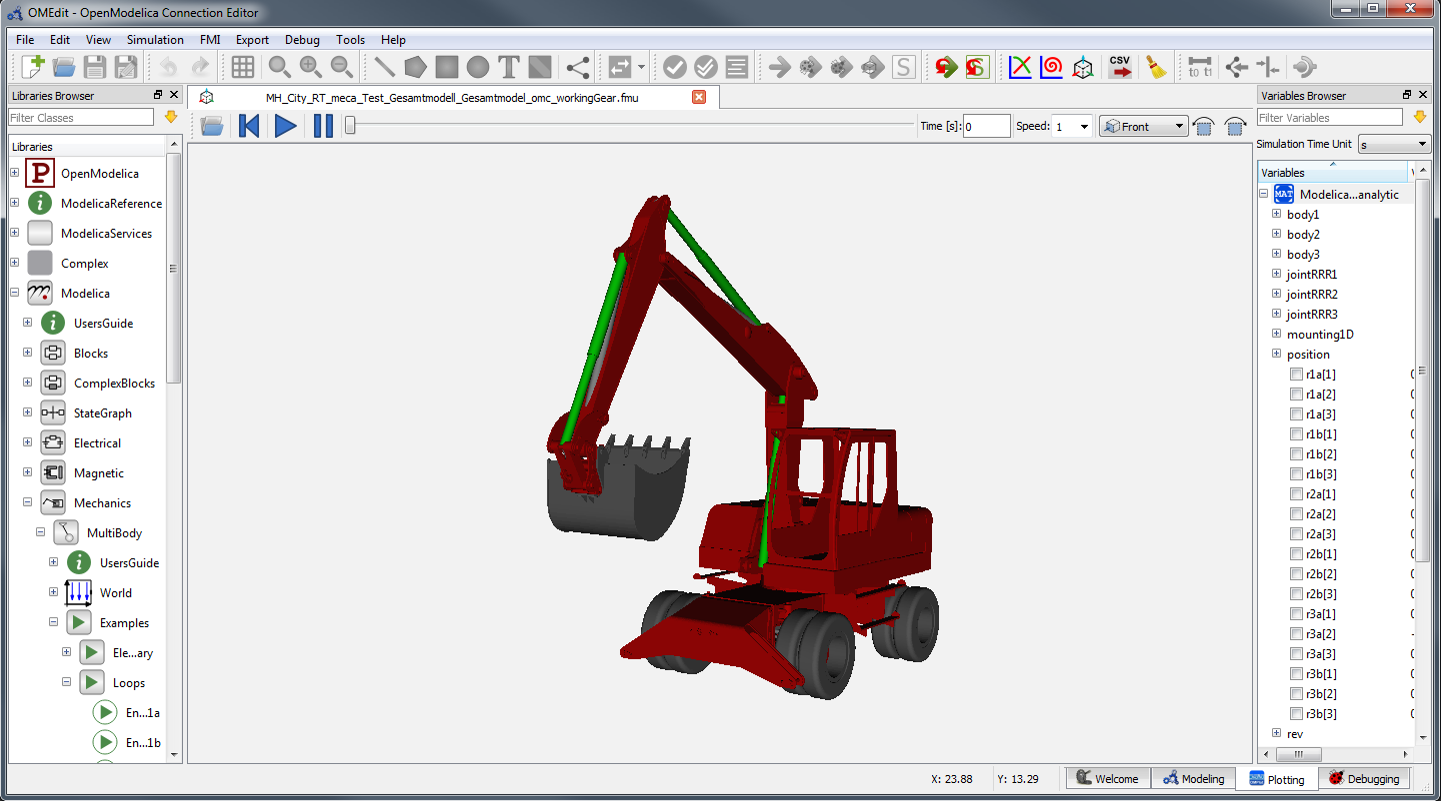 OMEdit - OpenModelica Connection Editor
File Edit View Simulation FMI Export Debug Tools Help
T S S CSV to t1
Libraries Browser
MH_City_RT_meca_Test_Gesamtmodell_Gesamtmodel_omc_workingGear.fmu
Variables Browser
Filter Classes
Time [s]: 0 Speed: 1 Front
Filter Variables
Simulation Time Unit s
Libraries
P OpenModelica
i ModelicaReference
ModelicaServices
Complex
Modelica
i UsersGuide
Blocks
ComplexBlocks
StateGraph
Electrical
Magnetic
Mechanics
MultiBody
i UsersGuide
World
Examples
Ele...ary
Loops
En...1a
En...1b
Variables
MAT Modelica...analytic
body1
body2
body3
jointRRR1
jointRRR2
jointRRR3
mounting1D
position
r1a[1]
r1a[2]
r1a[3]
r1b[1]
r1b[2]
r1b[3]
r2a[1]
r2a[2]
r2a[3]
r2b[1]
r2b[2]
r2b[3]
r3a[1]
r3a[2] -
r3a[3]
r3b[1]
r3b[2]
r3b[3]
rev
X: 23.88 Y: 13.29 Welcome Modeling Plotting Debugging